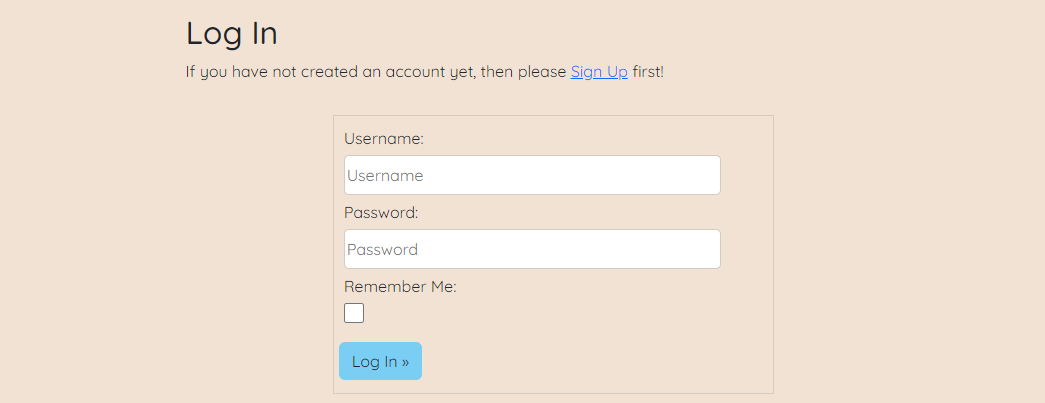 Log In
If you have not created an account yet, then please Sign Up first!
Username:
Username
Password:
Password
Remember Me:
Log In »